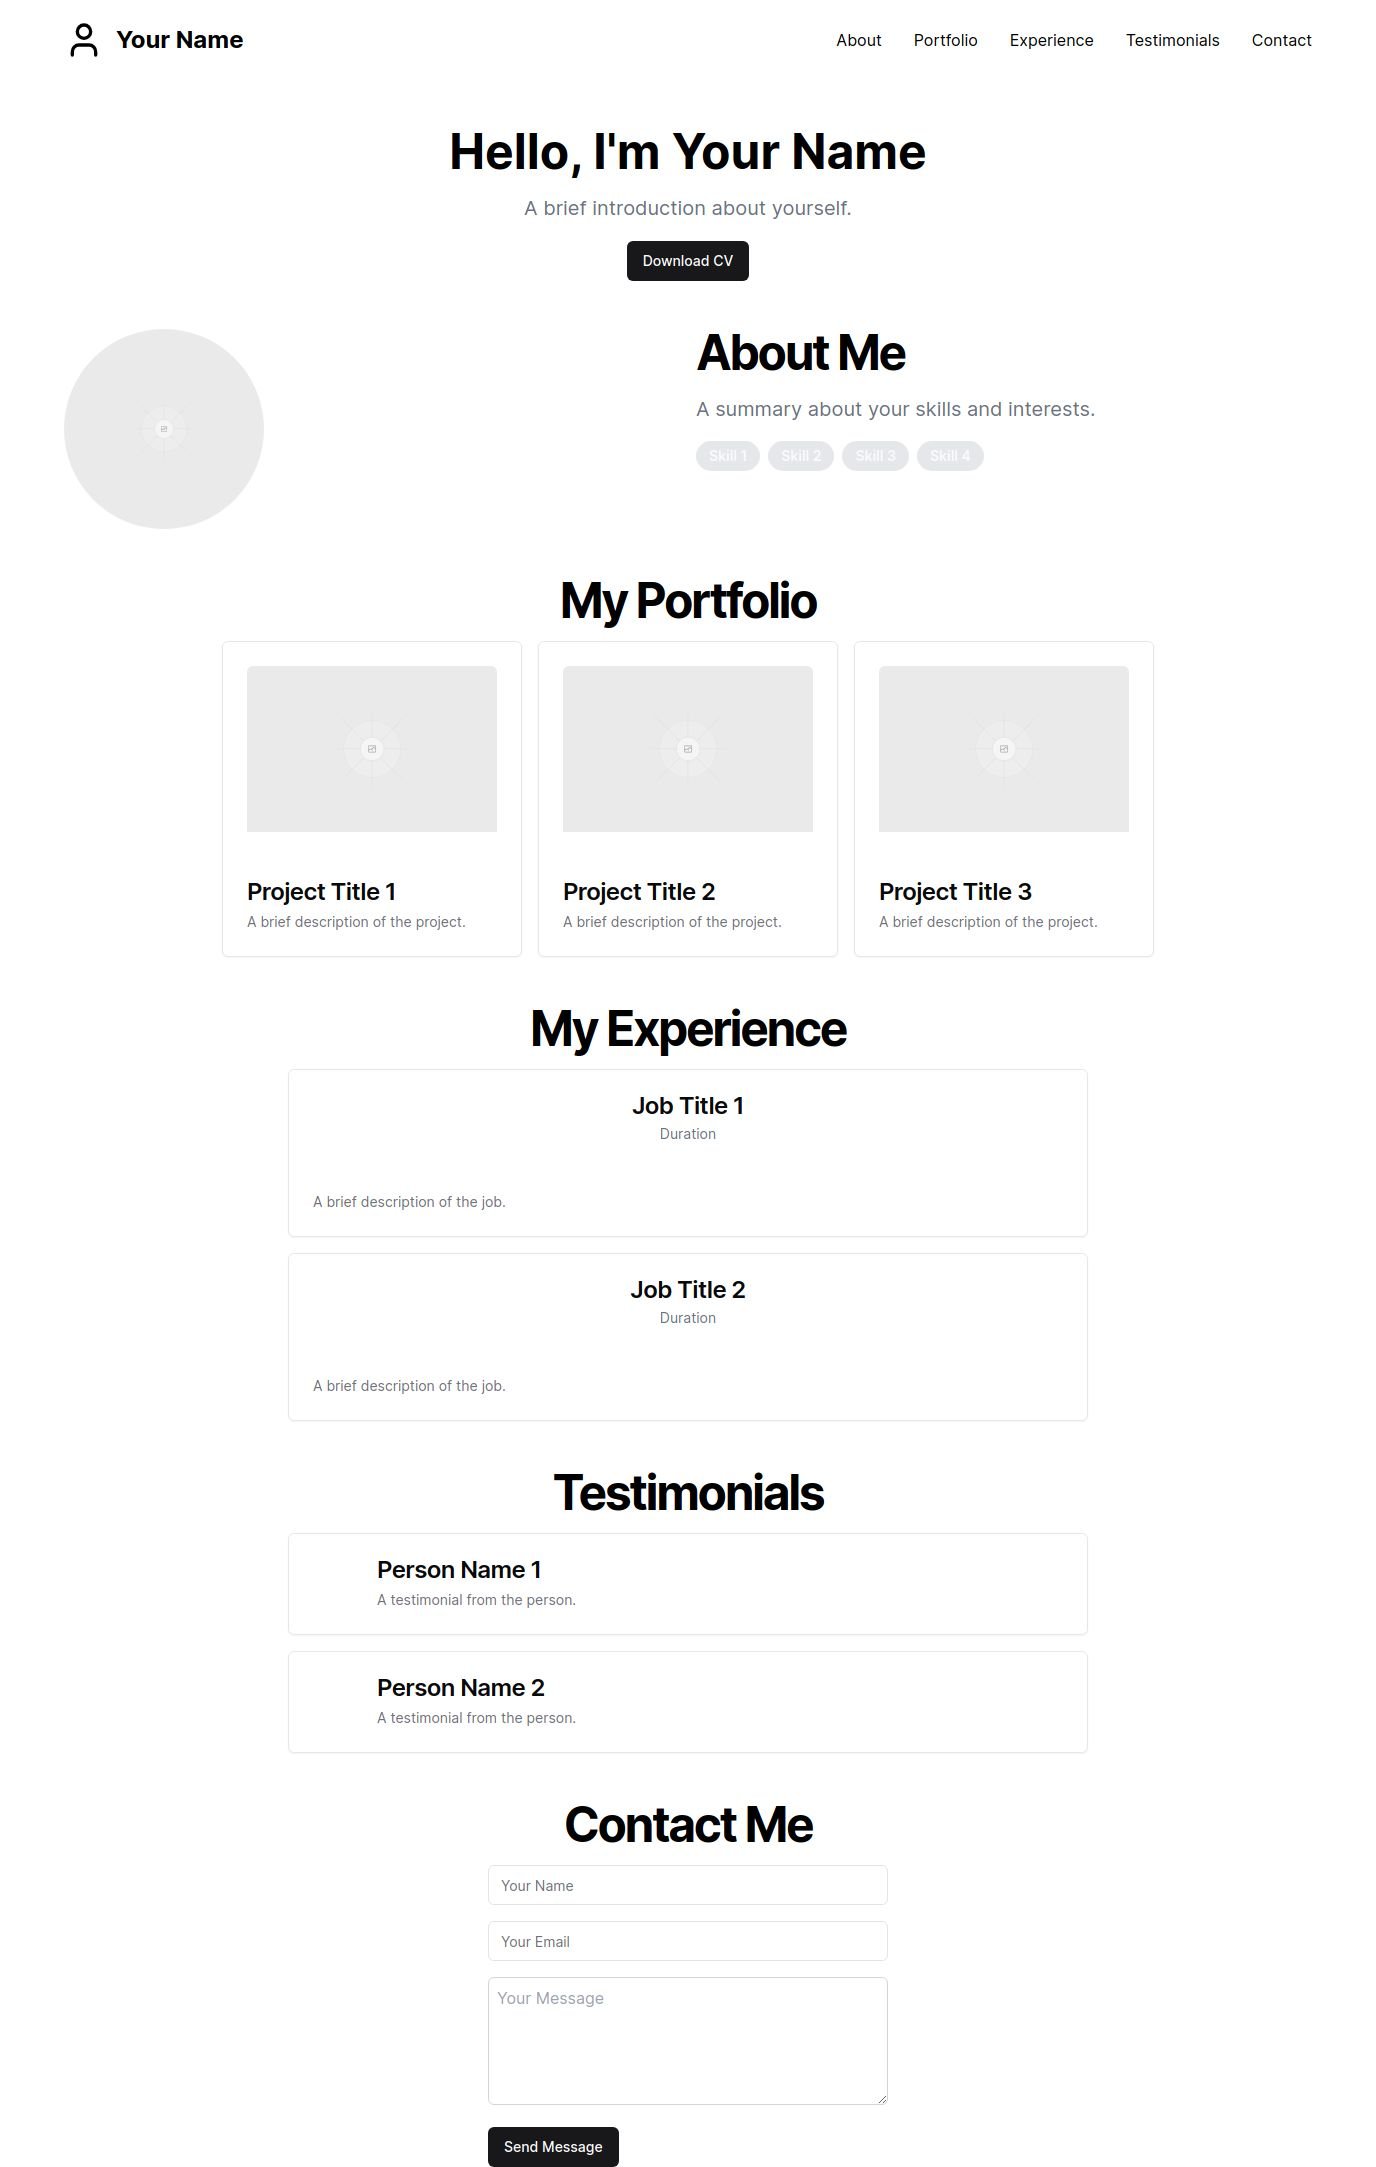 Your Name
About Portfolio Experience Testimonials Contact
Hello, I'm Your Name
A brief introduction about yourself.
Download CV
About Me
A summary about your skills and interests.
Skill 1 Skill 2 Skill 3 Skill 4
My Portfolio
Project Title 1
A brief description of the project.
Project Title 2
A brief description of the project.
Project Title 3
A brief description of the project.
My Experience
Job Title 1
Duration
A brief description of the job.
Job Title 2
Duration
A brief description of the job.
Testimonials
Person Name 1
A testimonial from the person.
Person Name 2
A testimonial from the person.
Contact Me
Your Name
Your Email
Your Message
Send Message